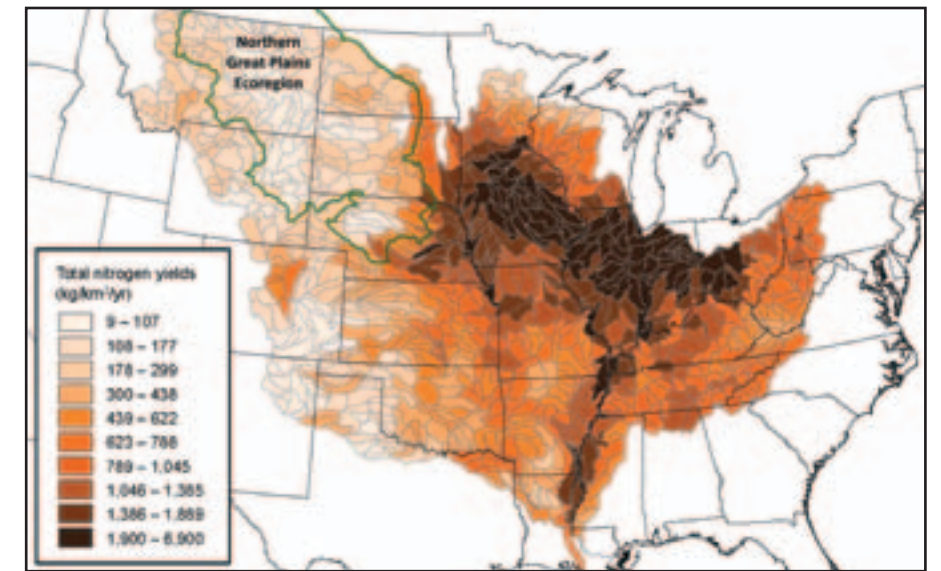 Northern
Great Plains
Ecoregion
Total nitrogen yields
(kg/km²/yr)
9 – 107
108 – 177
178 – 299
300 – 438
439 – 622
623 – 788
789 – 1,045
1,046 – 1,385
1,386 – 1,889
1,900 – 6,900